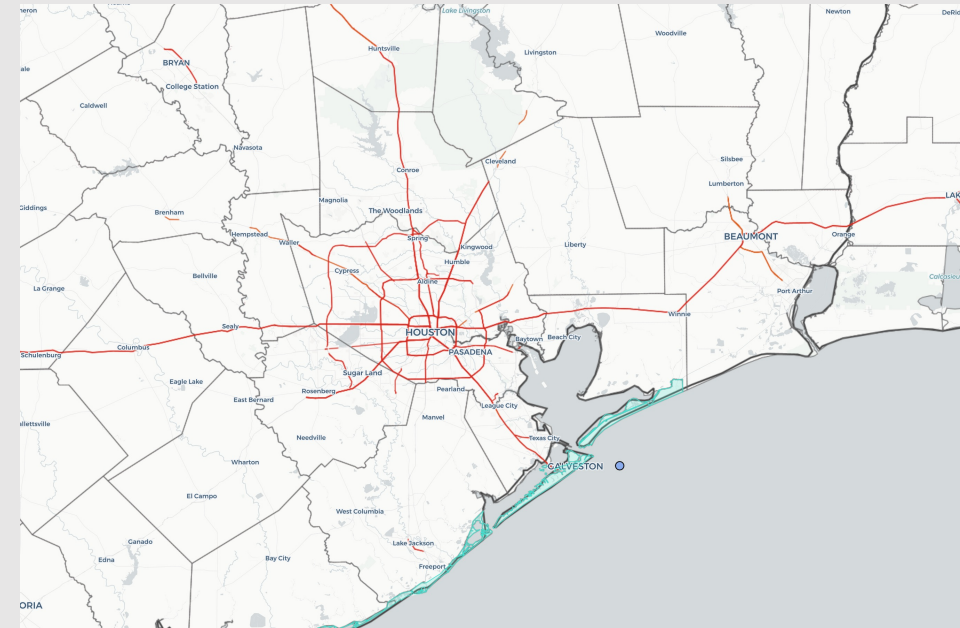 Lake Livingston
Newton
Huntsville
Woodville
Livingston
BRYAN
College Station
Caldwell
Navasota
Silsbee
Cleveland
Conroe
Lumberton
Magnolia
Giddings
Brenham
The Woodlands
Hempstead
Waller
Spring
Kingwood
Liberty
BEAUMONT
Orange
Humble
Cypress
Bellville
Aldine
La Grange
Port Arthur
Winnie
Sealy
HOUSTON
Baytown
Beach City
Columbus
Schulenburg
PASADENA
Sugar Land
Eagle Lake
Rosenberg
Pearland
East Bernard
League City
Manvel
allettsville
Needville
Texas City
Wharton
GALVESTON
El Campo
West Columbia
Ganado
Lake Jackson
Edna
Bay City
Freeport
ORIA